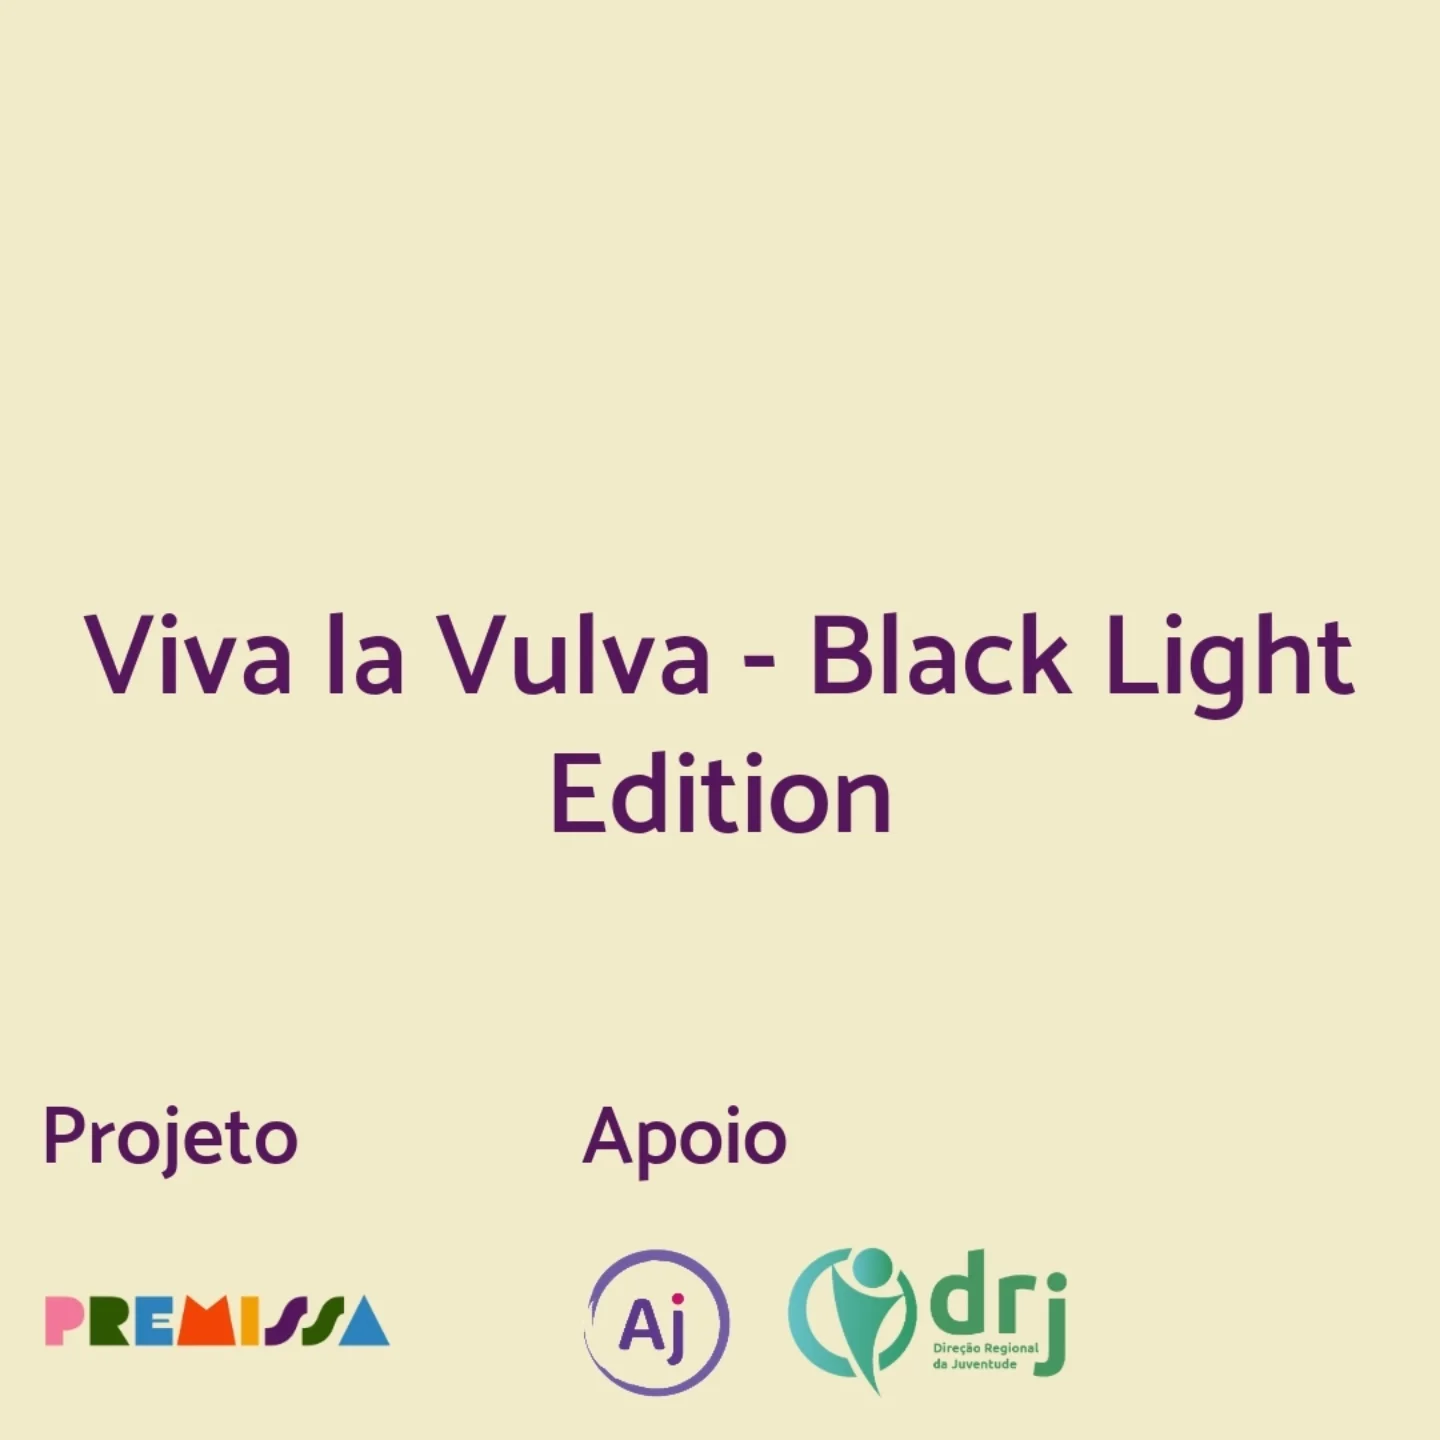 Viva la Vulva - Black Light
Edition
Projeto
Apoio
PREMISSA
Aj
drj
Direção Regional
da Juventude